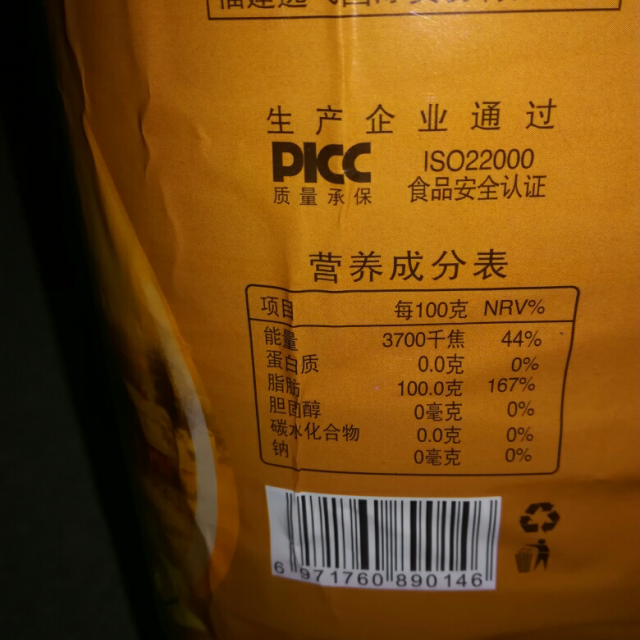 生产企业通过
PICC
质量承保
ISO22000
食品安全认证
营养成分表
项目 每100克 NRV%
能量 3700千焦 44%
蛋白质 0.0克 0%
脂肪 100.0克 167%
胆固醇 0毫克 0%
碳水化合物 0.0克 0%
钠 0毫克 0%
6 971760 890146